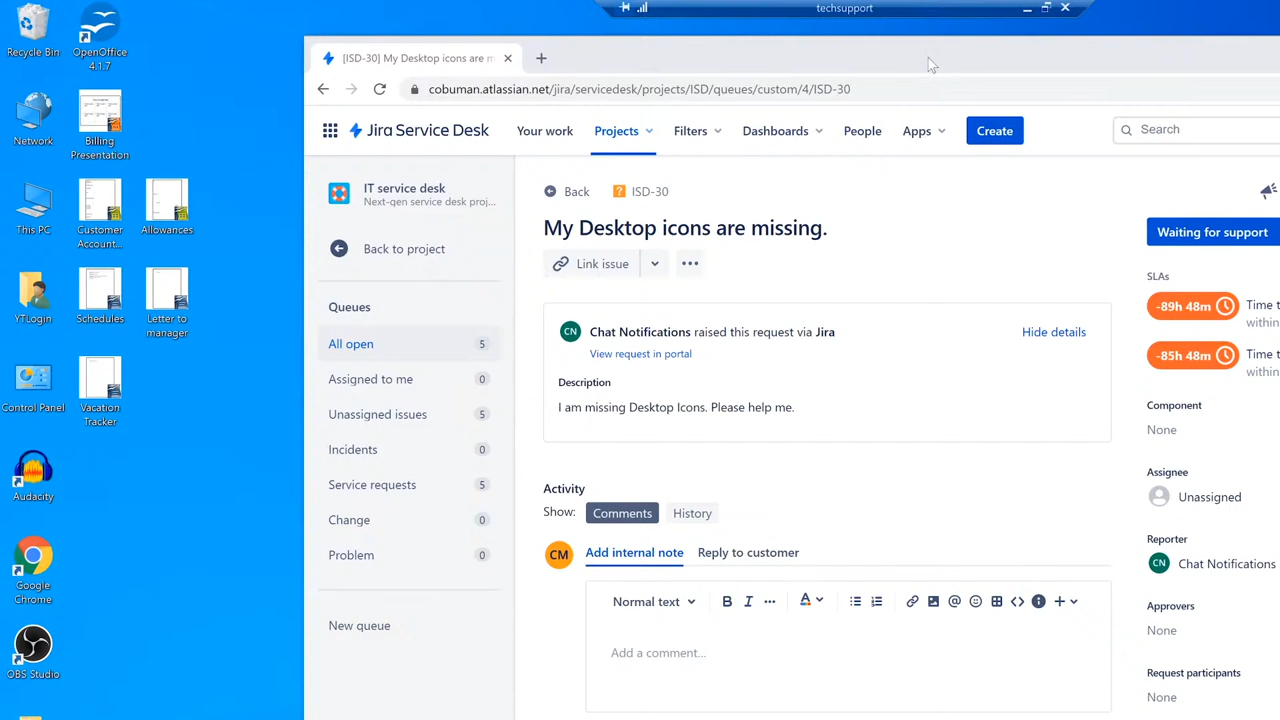 techsupport
Recycle Bin
OpenOffice
4.1.7
Network
Billing
Presentation
This PC
Customer
Account...
Allowances
YTLogin
Schedules
Letter to
manager
Control Panel
Vacation
Tracker
Audacity
Google
Chrome
OBS Studio
[ISD-30] My Desktop icons are m
cobuman.atlassian.net/jira/servicedesk/projects/ISD/queues/custom/4/ISD-30
Jira Service Desk
Your work
Projects
Filters
Dashboards
People
Apps
Create
Search
IT service desk
Next-gen service desk proj...
Back to project
Queues
All open 5
Assigned to me 0
Unassigned issues 5
Incidents 0
Service requests 5
Change 0
Problem 0
New queue
Back
ISD-30
My Desktop icons are missing.
Link issue
CN
Chat Notifications raised this request via Jira
Hide details
View request in portal
Description
I am missing Desktop Icons. Please help me.
Activity
Show: Comments History
CM
Add internal note
Reply to customer
Normal text
B I A
Add a comment...
Waiting for support
SLAs
-89h 48m Time t
within
-85h 48m Time t
within
Component
None
Assignee
Unassigned
Reporter
CN Chat Notifications
Approvers
None
Request participants
None